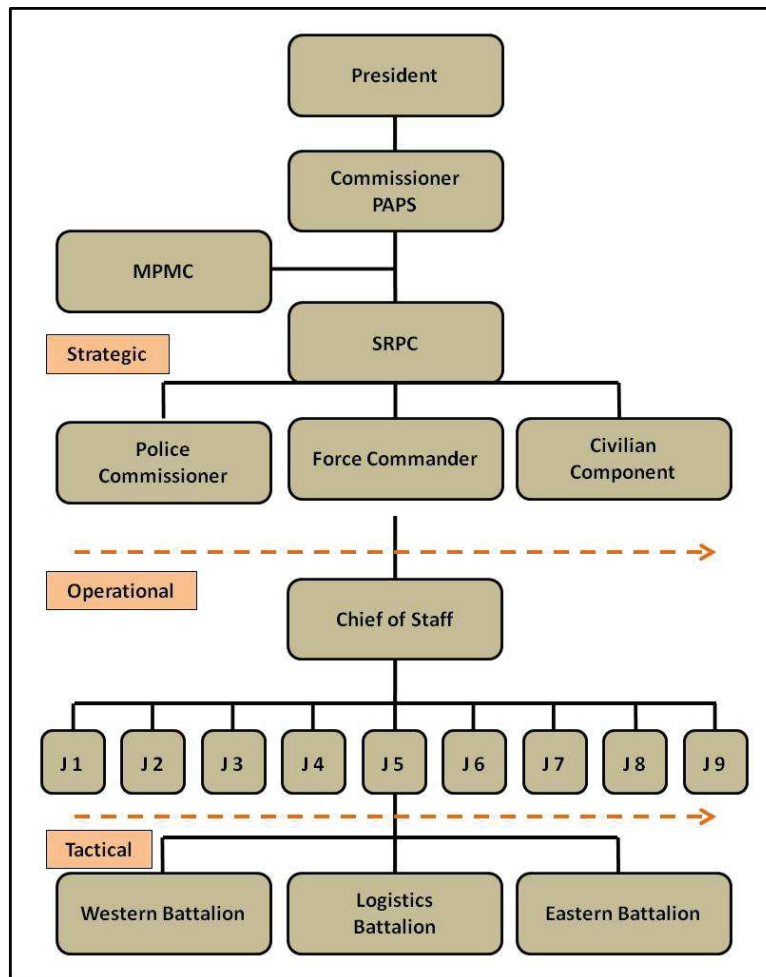 President
Commissioner
PAPS
MPMC
SRPC
Strategic
Police
Commissioner
Force Commander
Civilian
Component
Operational
Chief of Staff
J 1
J 2
J 3
J 4
J 5
J 6
J 7
J 8
J 9
Tactical
Western Battalion
Logistics
Battalion
Eastern Battalion